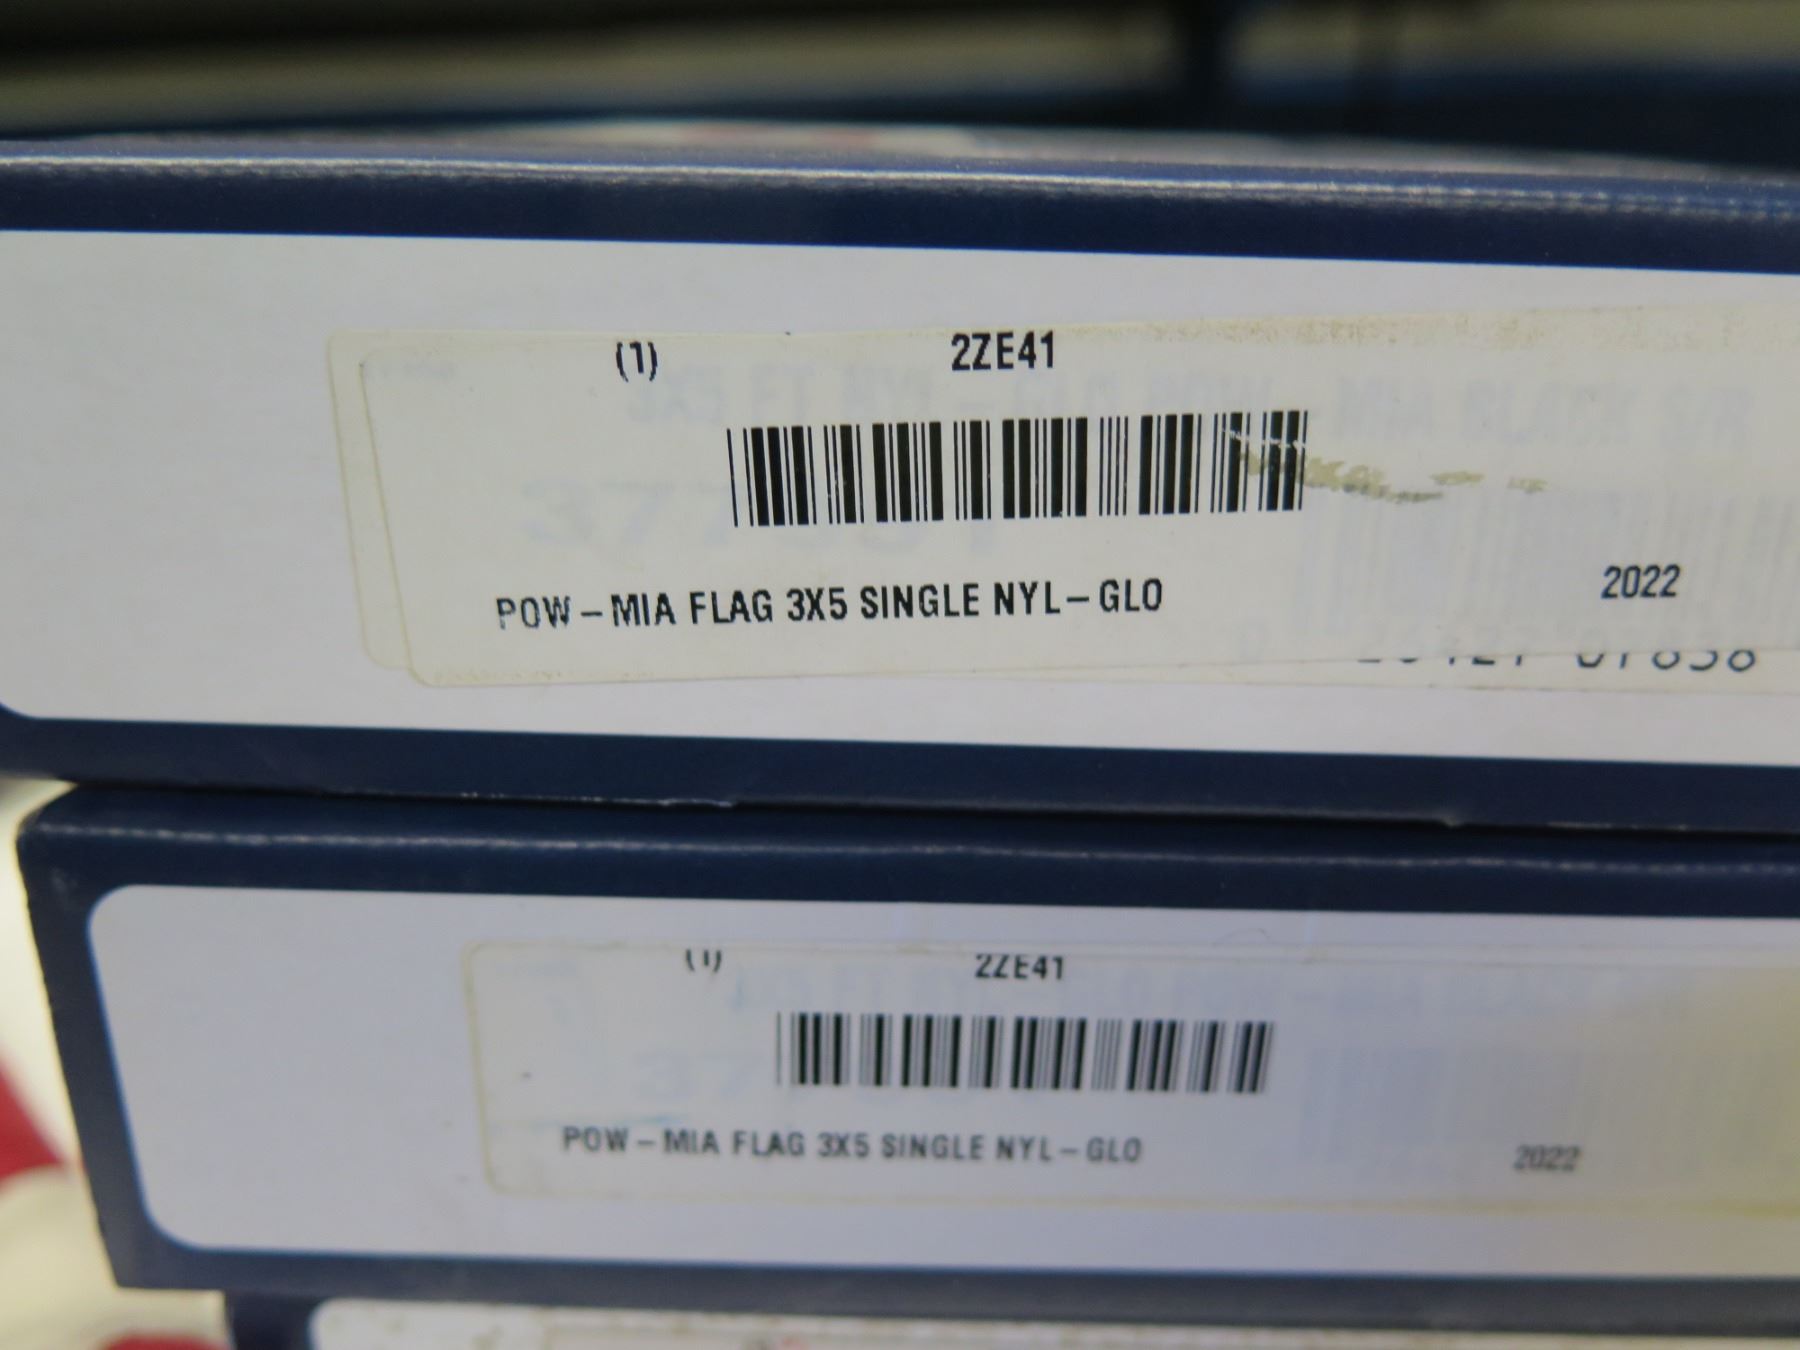 (1) 2ZE41
POW-MIA FLAG 3X5 SINGLE NYL-GLO
2022
(1) 2ZE41
POW-MIA FLAG 3X5 SINGLE NYL-GLO
2022